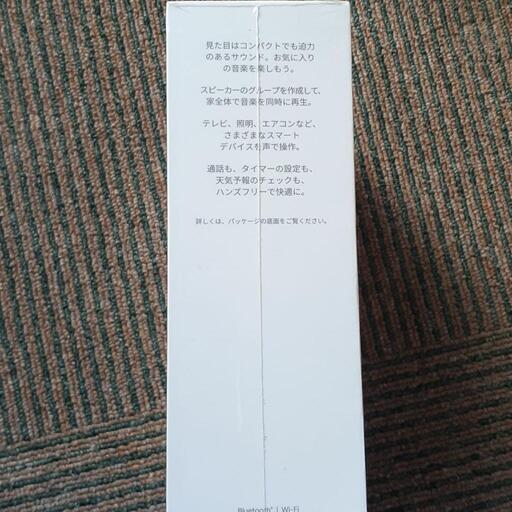 見た目はコンパクトでも迫力
のあるサウンド。お気に入り
の音楽を楽しもう。
スピーカーのグループを作成して、
家全体で音楽を同時に再生。
テレビ、照明、エアコンなど、
さまざまなスマート
デバイスを声で操作。
通話も、タイマーの設定も、
天気予報のチェックも、
ハンズフリーで快適に。
詳しくは、パッケージの底面をご覧ください。
Bluetooth® | Wi-Fi